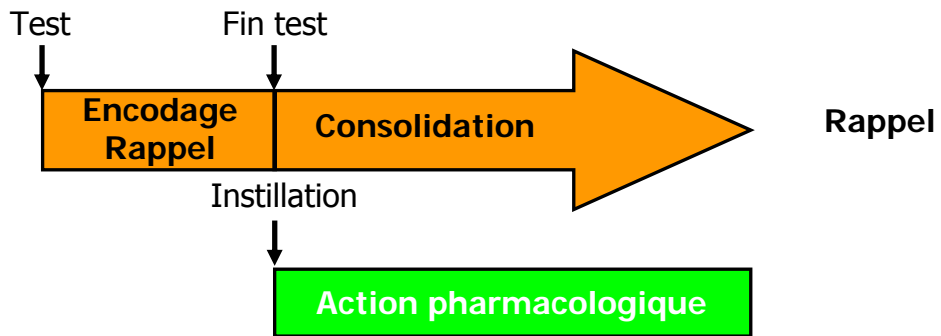 Test
Fin test
Encodage
Rappel
Consolidation
Rappel
Instillation
Action pharmacologique